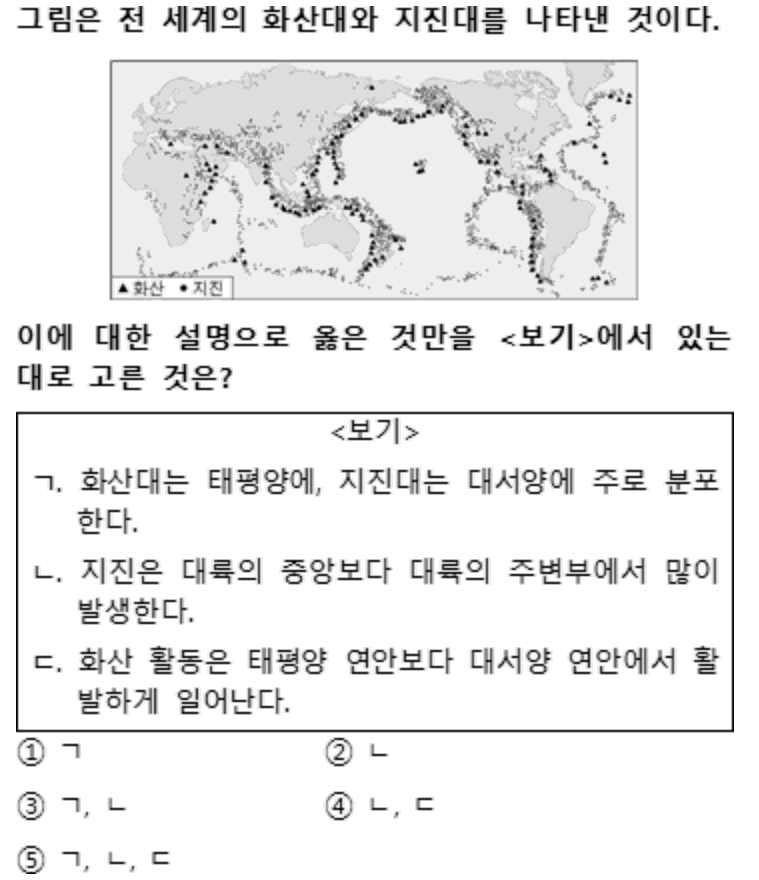 그림은 전 세계의 화산대와 지진대를 나타낸 것이다.
▲ 화산 ● 지진
이에 대한 설명으로 옳은 것만을 <보기>에서 있는
대로 고른 것은?
<보기>
ㄱ. 화산대는 태평양에, 지진대는 대서양에 주로 분포
한다.
ㄴ. 지진은 대륙의 중앙보다 대륙의 주변부에서 많이
발생한다.
ㄷ. 화산 활동은 태평양 연안보다 대서양 연안에서 활
발하게 일어난다.
① ㄱ ② ㄴ
③ ㄱ, ㄴ ④ ㄴ, ㄷ
⑤ ㄱ, ㄴ, ㄷ